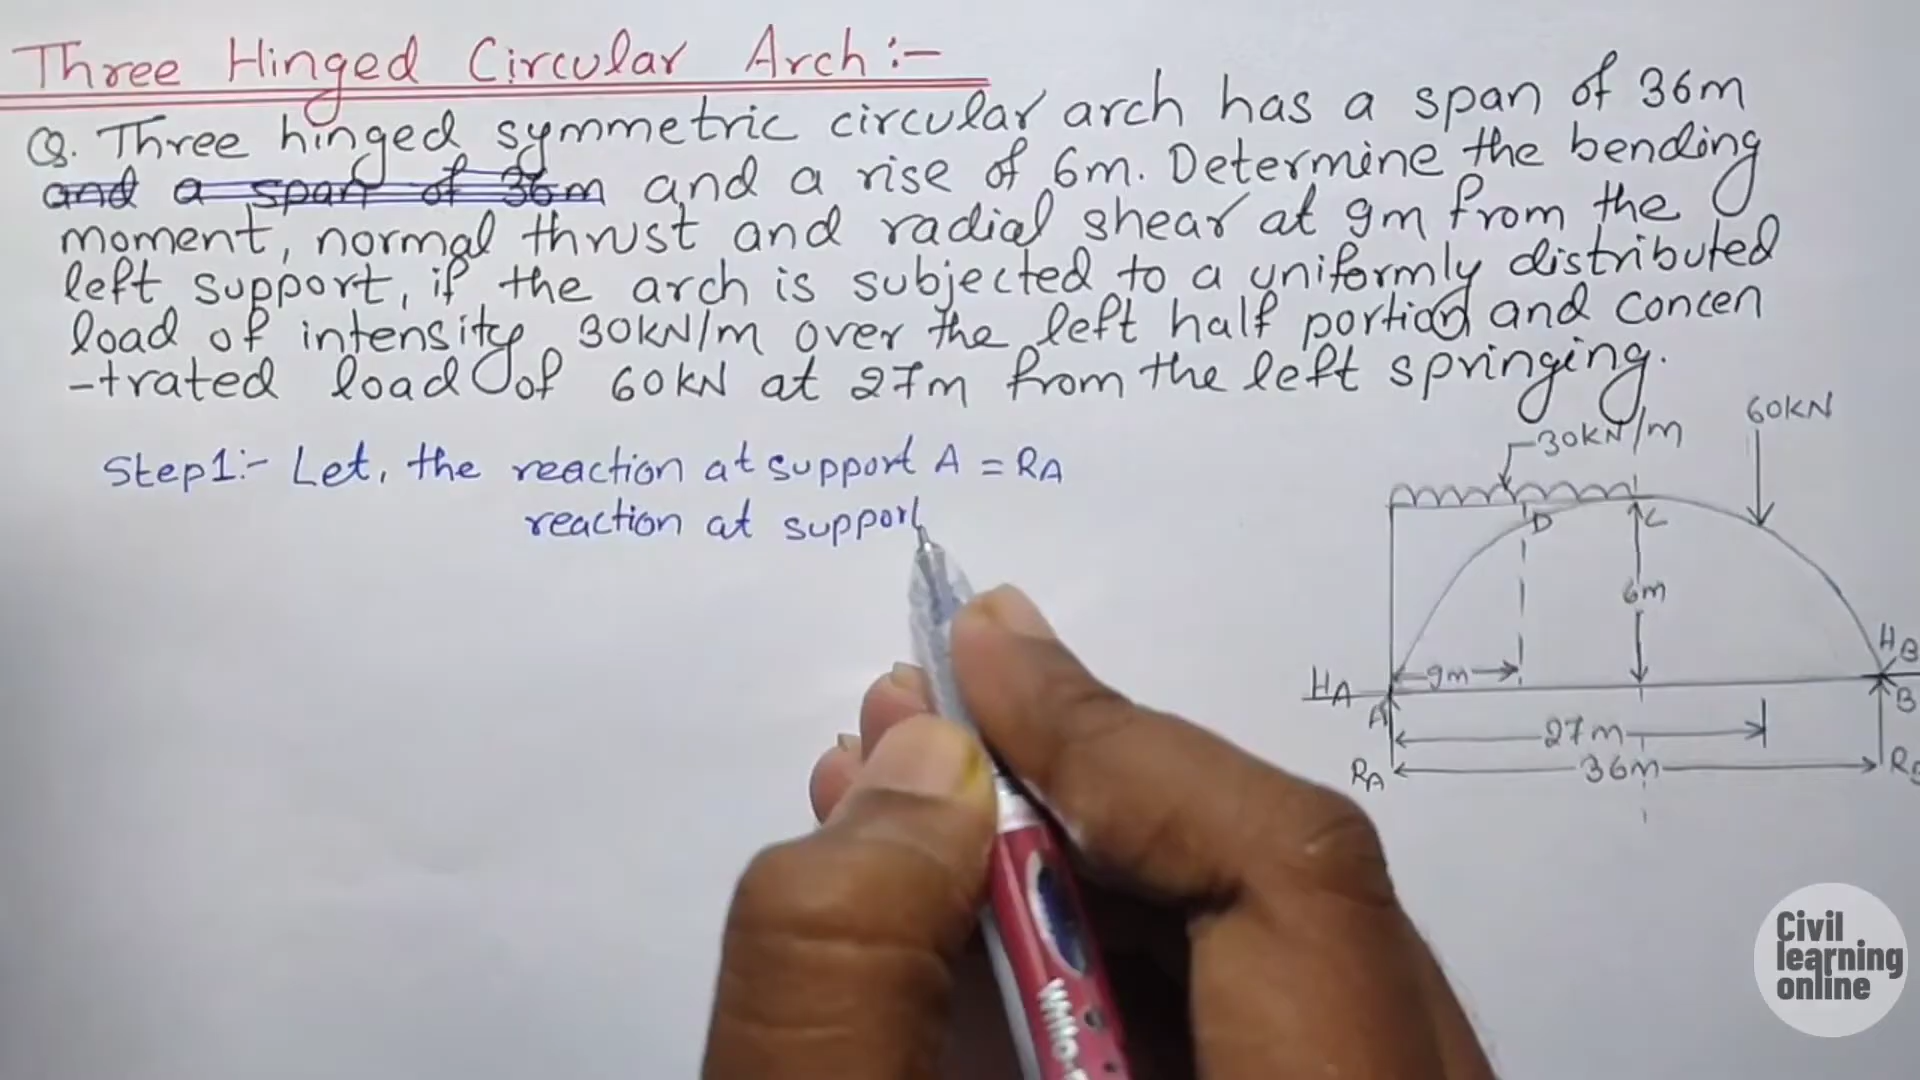 Three Hinged Circular Arch:-
Q. Three hinged symmetric circular arch has a span of 36m
and a span of 36m and a rise of 6m. Determine the bending
moment, normal thrust and radial shear at 9m from the
left support, if the arch is subjected to a uniformly distributed
load of intensity 30kN/m over the left half portion and concen
-trated load of 60kN at 27m from the left springing.
Step1:- Let, the reaction at support A = RA
reaction at support
60kN
30kN/m
D
C
6m
9m
HA
A
HB
B
27m
RA
36m
Civil
learning
online